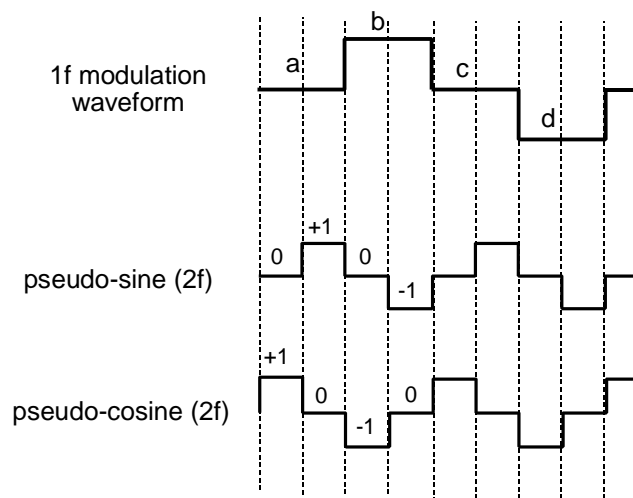 b
a
1f modulation
waveform
c
d
+1
0
0
pseudo-sine (2f)
-1
+1
0
0
pseudo-cosine (2f)
-1